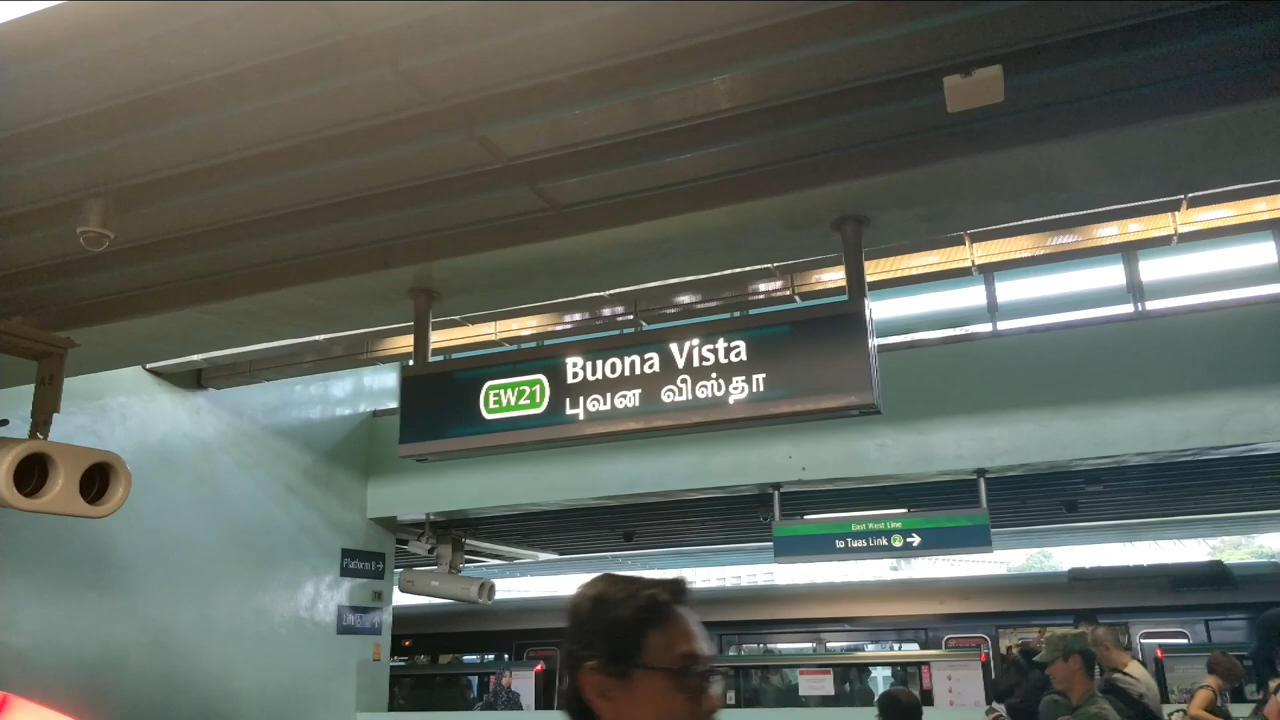 EW21
Buona Vista
புவன விஸ்தா
East West Line
to Tuas Link 2 →
Platform B →
Lift